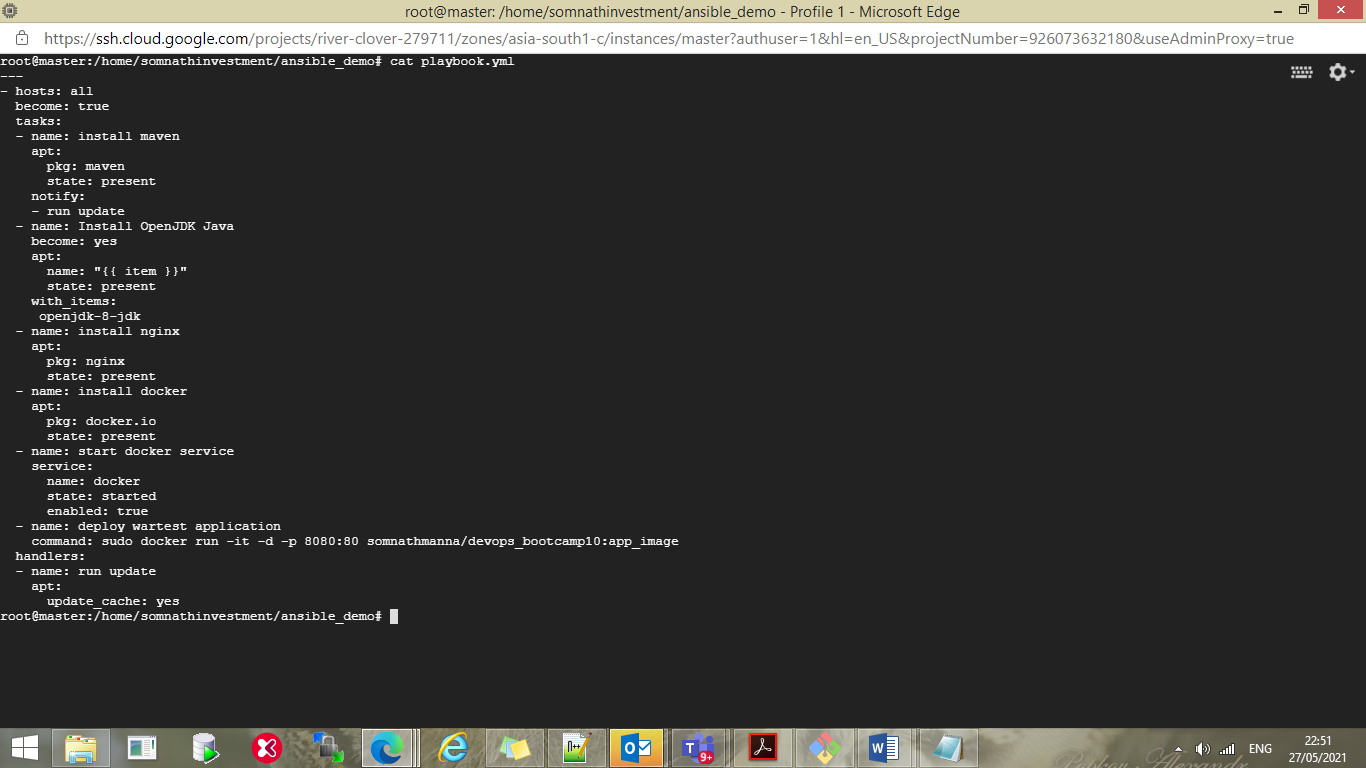 root@master: /home/somnathinvestment/ansible_demo - Profile 1 - Microsoft Edge
https://ssh.cloud.google.com/projects/river-clover-279711/zones/asia-south1-c/instances/master?authuser=1&hl=en_US&projectNumber=926073632180&useAdminProxy=true
root@master:/home/somnathinvestment/ansible_demo# cat playbook.yml
---
- hosts: all
  become: true
  tasks:
  - name: install maven
    apt:
      pkg: maven
      state: present
    notify:
    - run update
  - name: Install OpenJDK Java
    become: yes
    apt:
      name: "{{ item }}"
      state: present
    with_items:
     openjdk-8-jdk
  - name: install nginx
    apt:
      pkg: nginx
      state: present
  - name: install docker
    apt:
      pkg: docker.io
      state: present
  - name: start docker service
    service:
      name: docker
      state: started
      enabled: true
  - name: deploy wartest application
    command: sudo docker run -it -d -p 8080:80 somnathmanna/devops_bootcamp10:app_image
  handlers:
  - name: run update
    apt:
      update_cache: yes
root@master:/home/somnathinvestment/ansible_demo#
9+
ENG
22:51
27/05/2021